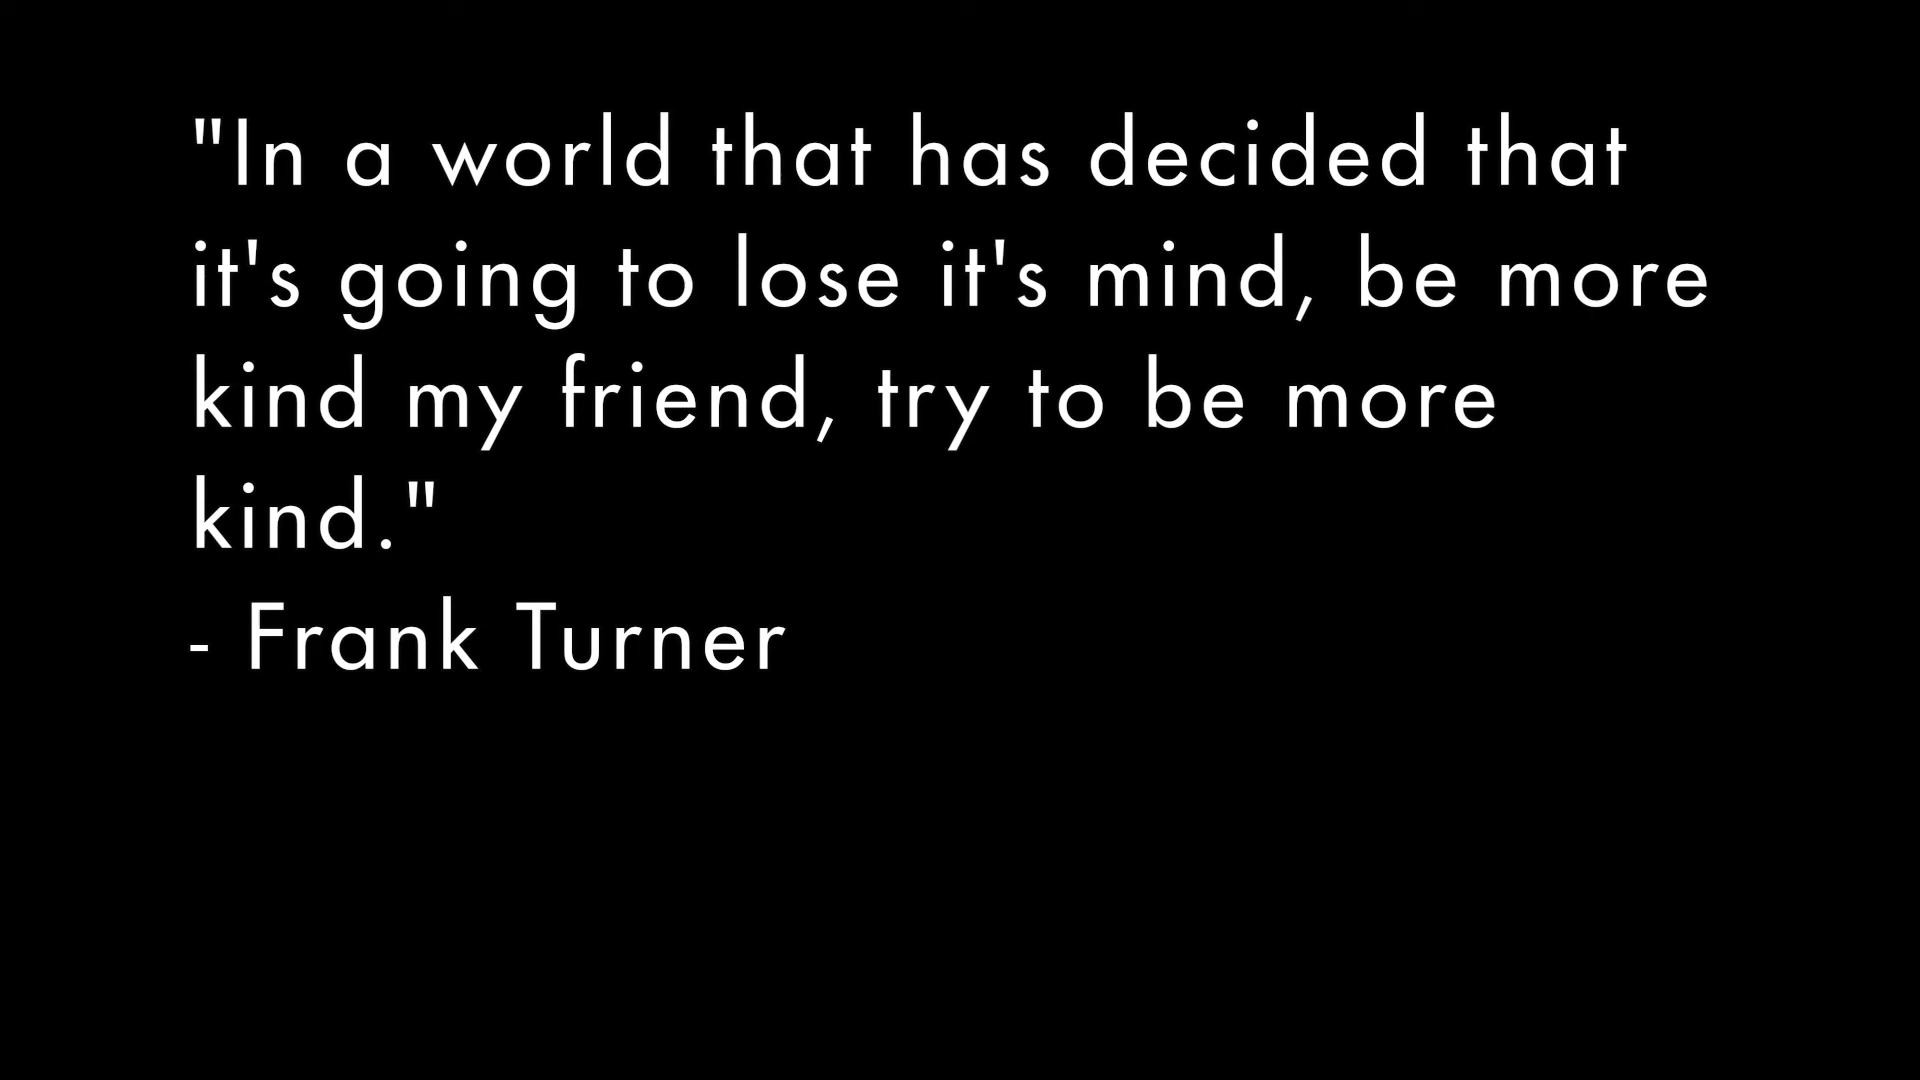 "In a world that has decided that
it's going to lose it's mind, be more
kind my friend, try to be more
kind."
- Frank Turner